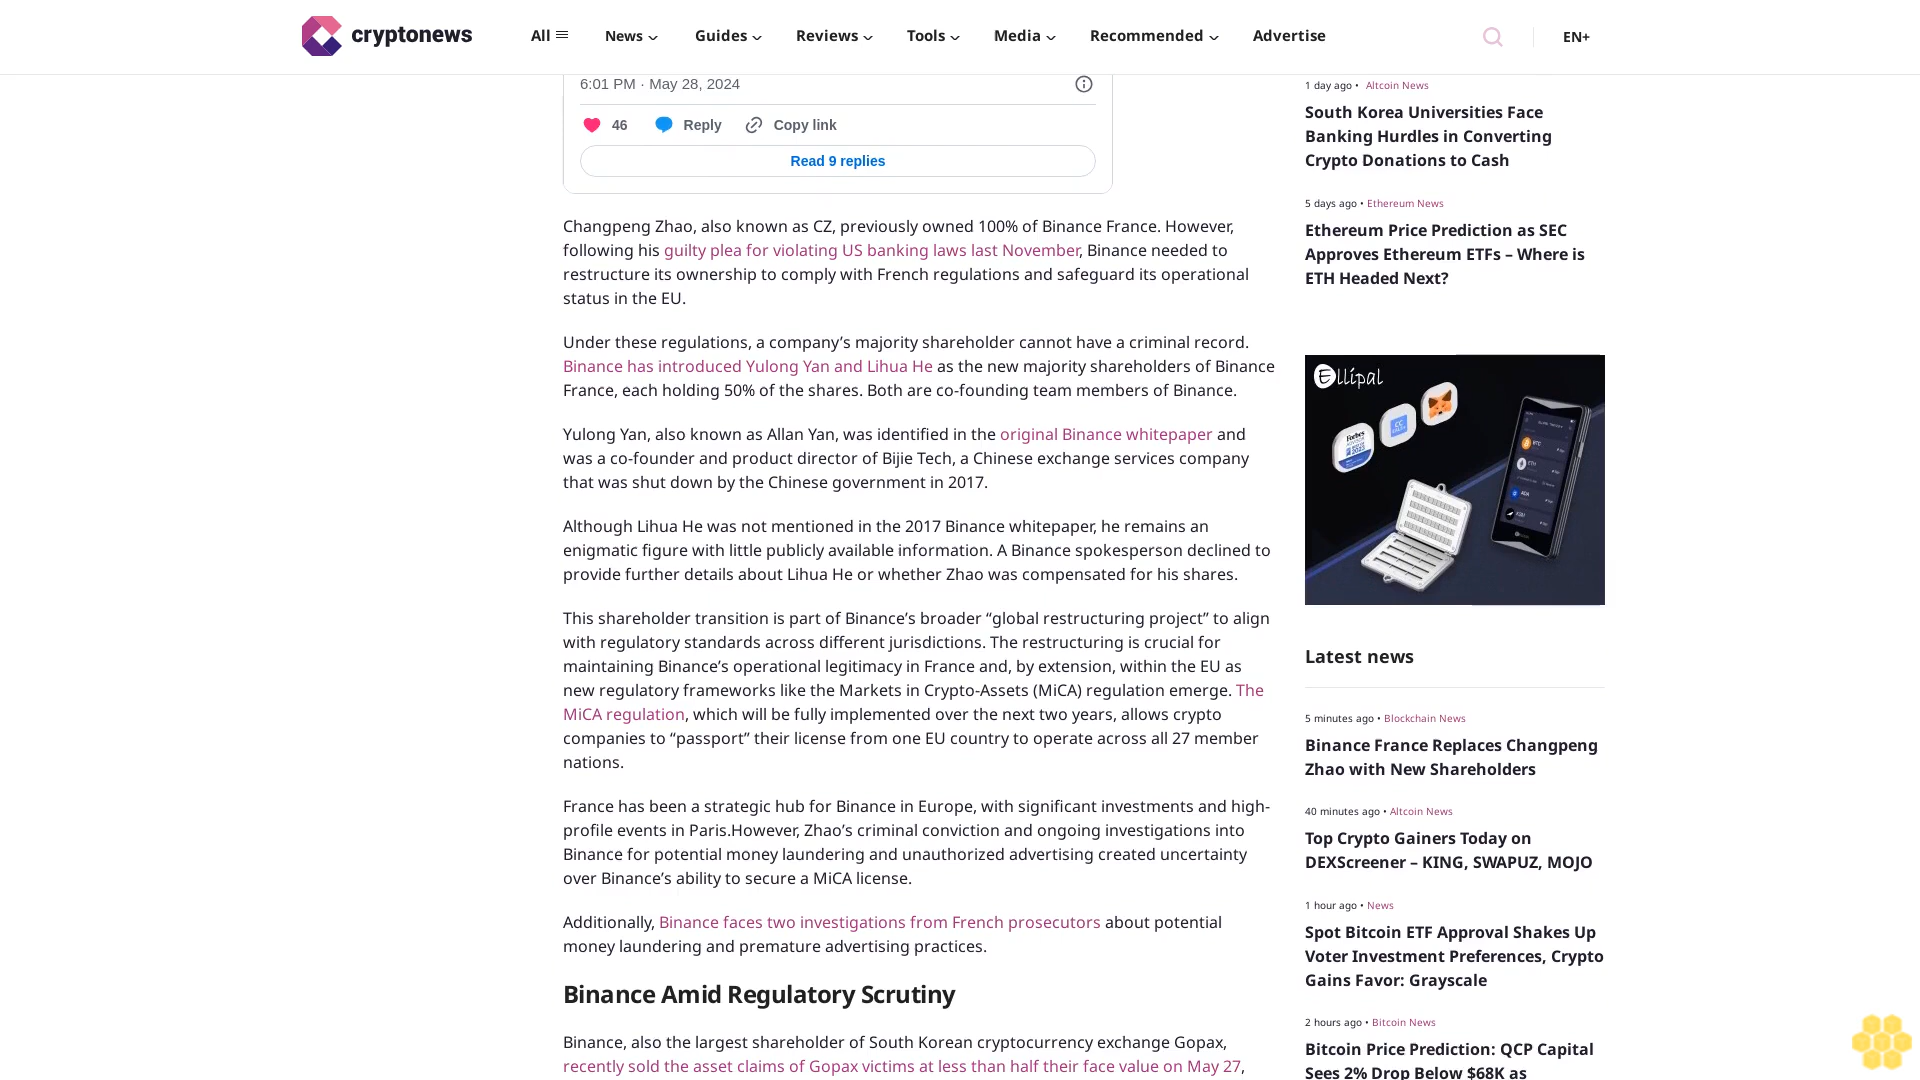 cryptonews
All
News
Guides
Reviews
Tools
Media
Recommended
Advertise
EN+
6:01 PM · May 28, 2024
46
Reply
Copy link
Read 9 replies
Changpeng Zhao, also known as CZ, previously owned 100% of Binance France. However,
following his guilty plea for violating US banking laws last November, Binance needed to
restructure its ownership to comply with French regulations and safeguard its operational
status in the EU.
Under these regulations, a company’s majority shareholder cannot have a criminal record.
Binance has introduced Yulong Yan and Lihua He as the new majority shareholders of Binance
France, each holding 50% of the shares. Both are co-founding team members of Binance.
Yulong Yan, also known as Allan Yan, was identified in the original Binance whitepaper and
was a co-founder and product director of Bijie Tech, a Chinese exchange services company
that was shut down by the Chinese government in 2017.
Although Lihua He was not mentioned in the 2017 Binance whitepaper, he remains an
enigmatic figure with little publicly available information. A Binance spokesperson declined to
provide further details about Lihua He or whether Zhao was compensated for his shares.
This shareholder transition is part of Binance’s broader “global restructuring project” to align
with regulatory standards across different jurisdictions. The restructuring is crucial for
maintaining Binance’s operational legitimacy in France and, by extension, within the EU as
new regulatory frameworks like the Markets in Crypto-Assets (MiCA) regulation emerge. The
MiCA regulation, which will be fully implemented over the next two years, allows crypto
companies to “passport” their license from one EU country to operate across all 27 member
nations.
France has been a strategic hub for Binance in Europe, with significant investments and high-
profile events in Paris.However, Zhao’s criminal conviction and ongoing investigations into
Binance for potential money laundering and unauthorized advertising created uncertainty
over Binance’s ability to secure a MiCA license.
Additionally, Binance faces two investigations from French prosecutors about potential
money laundering and premature advertising practices.
Binance Amid Regulatory Scrutiny
Binance, also the largest shareholder of South Korean cryptocurrency exchange Gopax,
recently sold the asset claims of Gopax victims at less than half their face value on May 27,
1 day ago • Altcoin News
South Korea Universities Face
Banking Hurdles in Converting
Crypto Donations to Cash
5 days ago • Ethereum News
Ethereum Price Prediction as SEC
Approves Ethereum ETFs – Where is
ETH Headed Next?
Ellipal
Forbes
BTC
ETH
ADA
Latest news
5 minutes ago • Blockchain News
Binance France Replaces Changpeng
Zhao with New Shareholders
40 minutes ago • Altcoin News
Top Crypto Gainers Today on
DEXScreener – KING, SWAPUZ, MOJO
1 hour ago • News
Spot Bitcoin ETF Approval Shakes Up
Voter Investment Preferences, Crypto
Gains Favor: Grayscale
2 hours ago • Bitcoin News
Bitcoin Price Prediction: QCP Capital
Sees 2% Drop Below $68K as